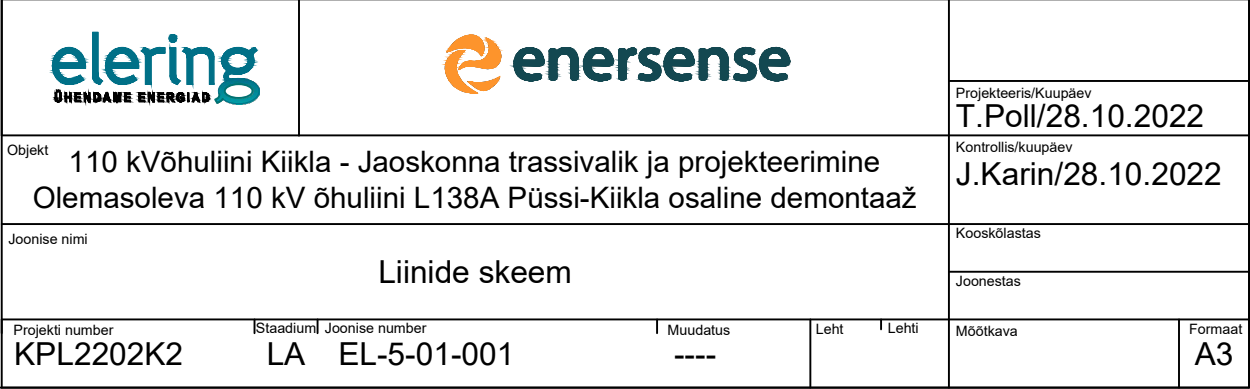 elering
ÜHENDAME ENERGIAD
enersense
Projekteeris/Kuupäev
T.Poll/28.10.2022
Objekt
110 kVõhuliini Kiikla - Jaoskonna trassivalik ja projekteerimine
Olemasoleva 110 kV õhuliini L138A Püssi-Kiikla osaline demontaaž
Kontrollis/kuupäev
J.Karin/28.10.2022
Joonise nimi
Liinide skeem
Kooskõlastas
Joonestas
Projekti number
KPL2202K2
Staadium
LA
Joonise number
EL-5-01-001
Muudatus
----
Leht
Lehti
Mõõtkava
Formaat
A3